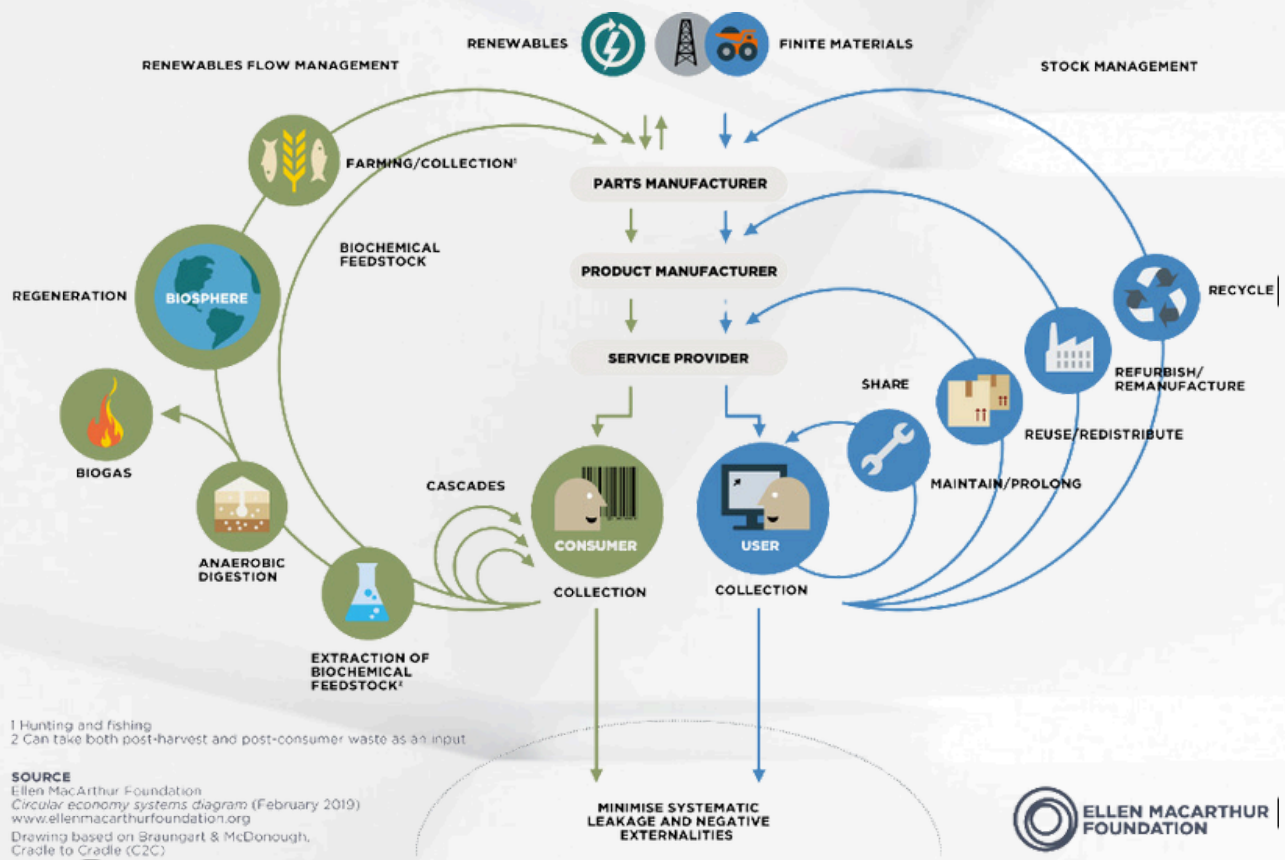 RENEWABLES
FINITE MATERIALS
RENEWABLES FLOW MANAGEMENT
STOCK MANAGEMENT
FARMING/COLLECTION¹
PARTS MANUFACTURER
BIOCHEMICAL
FEEDSTOCK
PRODUCT MANUFACTURER
REGENERATION
BIOSPHERE
RECYCLE
SERVICE PROVIDER
SHARE
REFURBISH/
REMANUFACTURE
REUSE/REDISTRIBUTE
BIOGAS
CASCADES
MAINTAIN/PROLONG
CONSUMER
USER
ANAEROBIC
DIGESTION
COLLECTION
COLLECTION
EXTRACTION OF
BIOCHEMICAL
FEEDSTOCK²
1 Hunting and fishing
2 Can take both post-harvest and post-consumer waste as an input
SOURCE
Ellen MacArthur Foundation
Circular economy systems diagram (February 2019)
www.ellenmacarthurfoundation.org
Drawing based on Braungart & McDonough,
Cradle to Cradle (C2C)
MINIMISE SYSTEMATIC
LEAKAGE AND NEGATIVE
EXTERNALITIES
ELLEN MACARTHUR
FOUNDATION